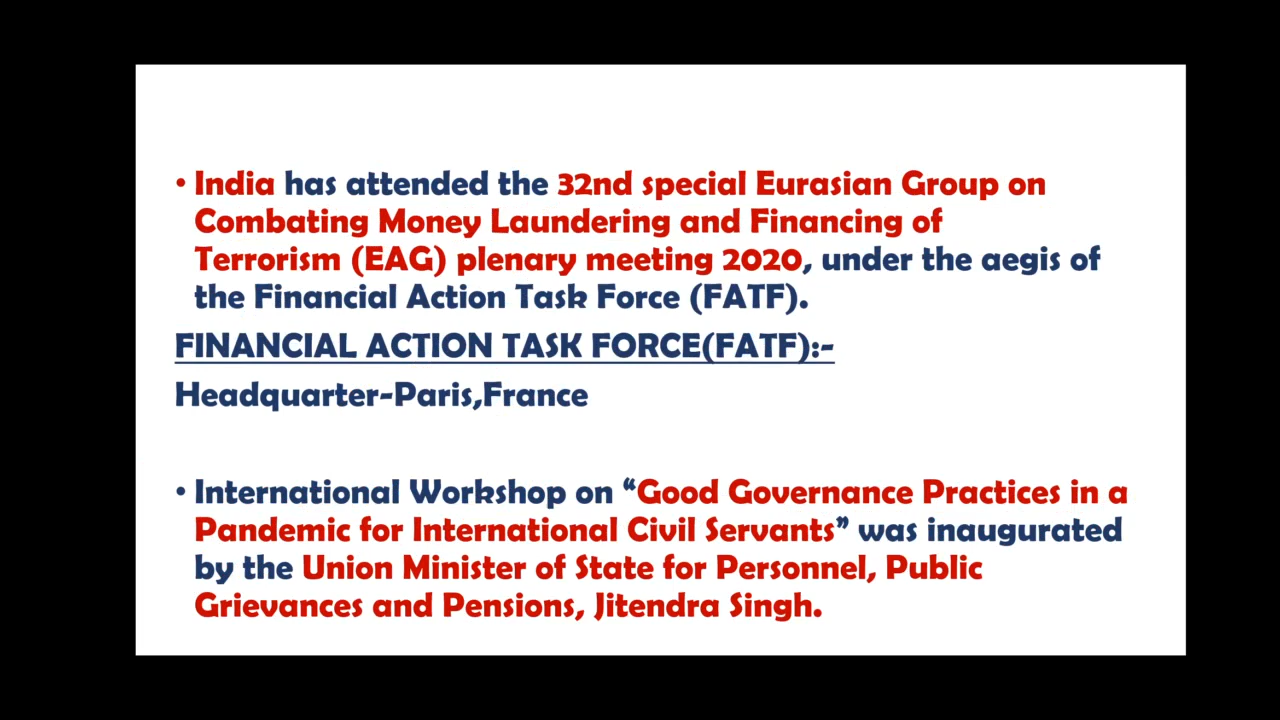 • India has attended the 32nd special Eurasian Group on
Combating Money Laundering and Financing of
Terrorism (EAG) plenary meeting 2020, under the aegis of
the Financial Action Task Force (FATF).
FINANCIAL ACTION TASK FORCE(FATF):-
Headquarter-Paris,France
• International Workshop on “Good Governance Practices in a
Pandemic for International Civil Servants” was inaugurated
by the Union Minister of State for Personnel, Public
Grievances and Pensions, Jitendra Singh.